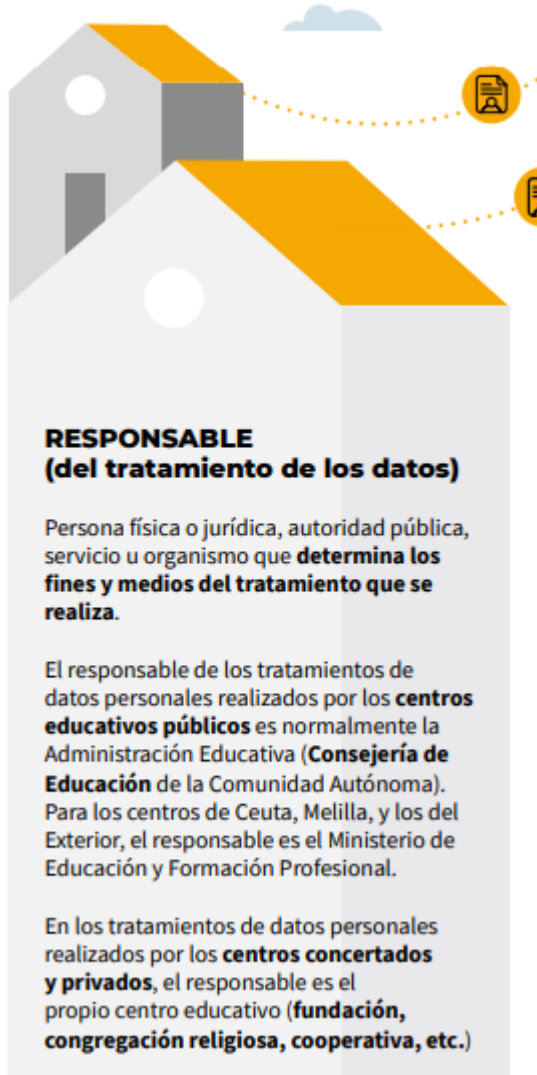 RESPONSABLE
(del tratamiento de los datos)
Persona física o jurídica, autoridad pública,
servicio u organismo que determina los
fines y medios del tratamiento que se
realiza.
El responsable de los tratamientos de
datos personales realizados por los centros
educativos públicos es normalmente la
Administración Educativa (Consejería de
Educación de la Comunidad Autónoma).
Para los centros de Ceuta, Melilla, y los del
Exterior, el responsable es el Ministerio de
Educación y Formación Profesional.
En los tratamientos de datos personales
realizados por los centros concertados
y privados, el responsable es el
propio centro educativo (fundación,
congregación religiosa, cooperativa, etc.)